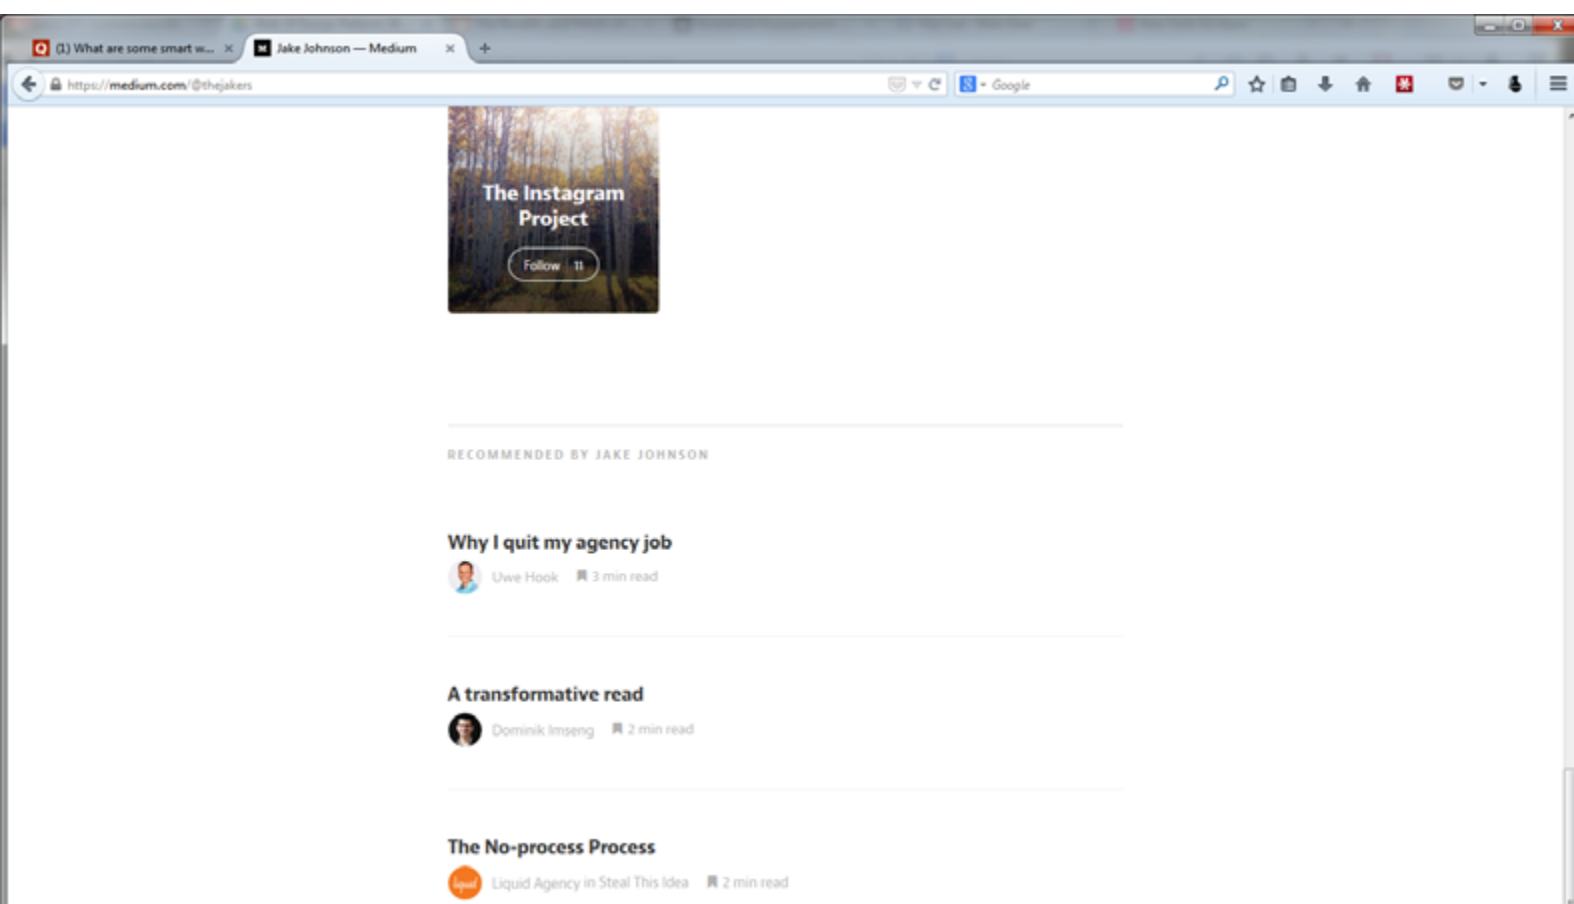 (1) What are some smart w...
Jake Johnson — Medium
https://medium.com/@thejakers
Google
The Instagram
Project
Follow 11
RECOMMENDED BY JAKE JOHNSON
Why I quit my agency job
Uwe Hook 3 min read
A transformative read
Dominik Imseng 2 min read
The No-process Process
liquid
Liquid Agency in Steal This Idea 2 min read